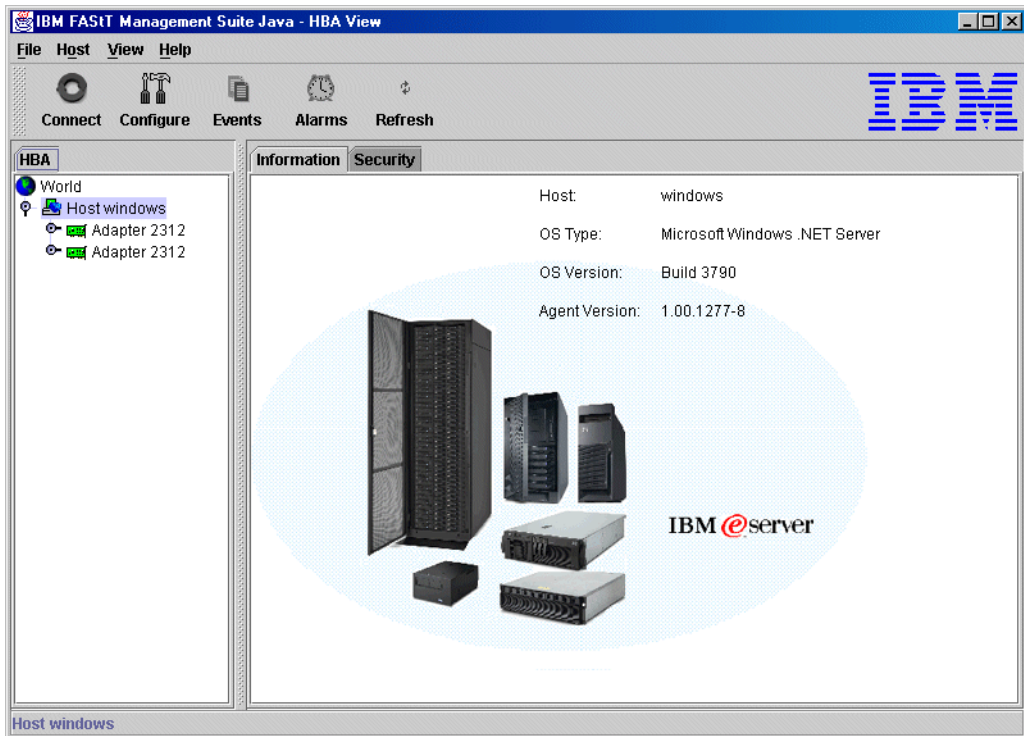 IBM FAStT Management Suite Java - HBA View
File Host View Help
Connect Configure Events Alarms Refresh
IBM
HBA
Information Security
World
Host windows
Adapter 2312
Adapter 2312
Host: windows
OS Type: Microsoft Windows .NET Server
OS Version: Build 3790
Agent Version: 1.00.1277-8
IBM eserver
Host windows